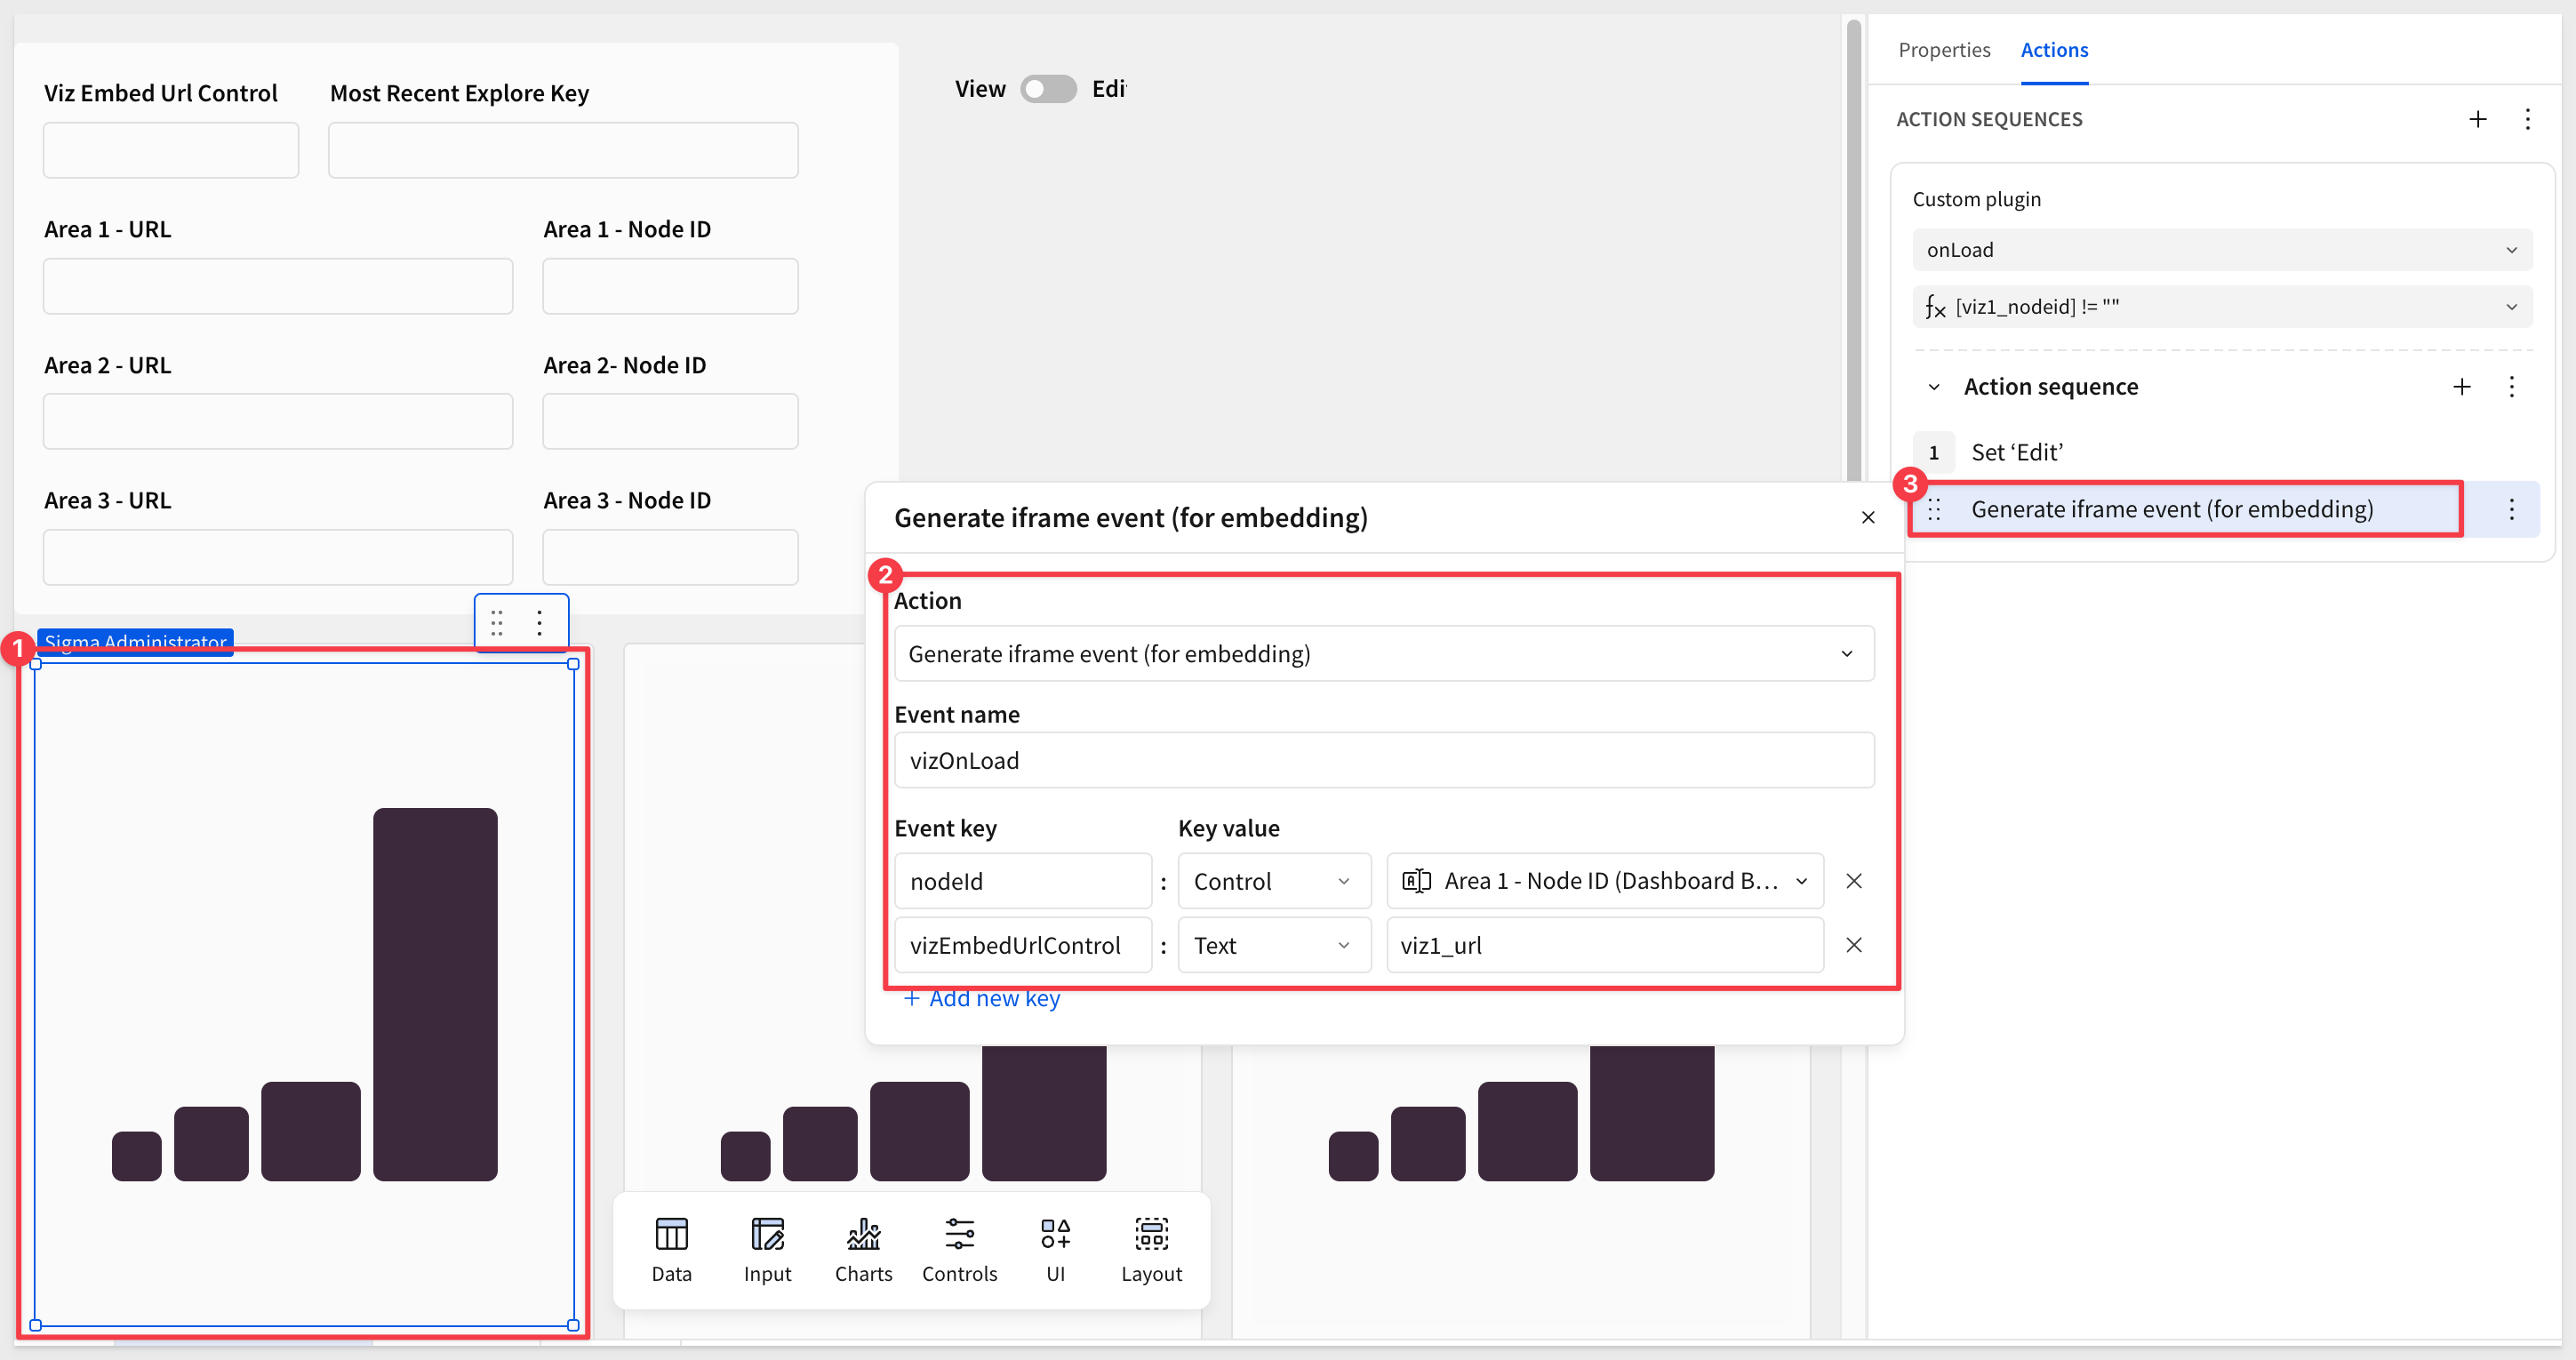 Viz Embed Url Control
Most Recent Explore Key
Area 1 - URL
Area 1 - Node ID
Area 2 - URL
Area 2- Node ID
Area 3 - URL
Area 3 - Node ID
View
Edi
Properties
Actions
ACTION SEQUENCES
Custom plugin
onLoad
[viz1_nodeid] != ""
Action sequence
1
Set ‘Edit’
3
Generate iframe event (for embedding)
Generate iframe event (for embedding)
2
Action
Generate iframe event (for embedding)
Event name
vizOnLoad
Event key
Key value
nodeId
:
Control
Area 1 - Node ID (Dashboard B...
vizEmbedUrlControl
:
Text
viz1_url
+ Add new key
1
Sigma Administrator
Data
Input
Charts
Controls
UI
Layout